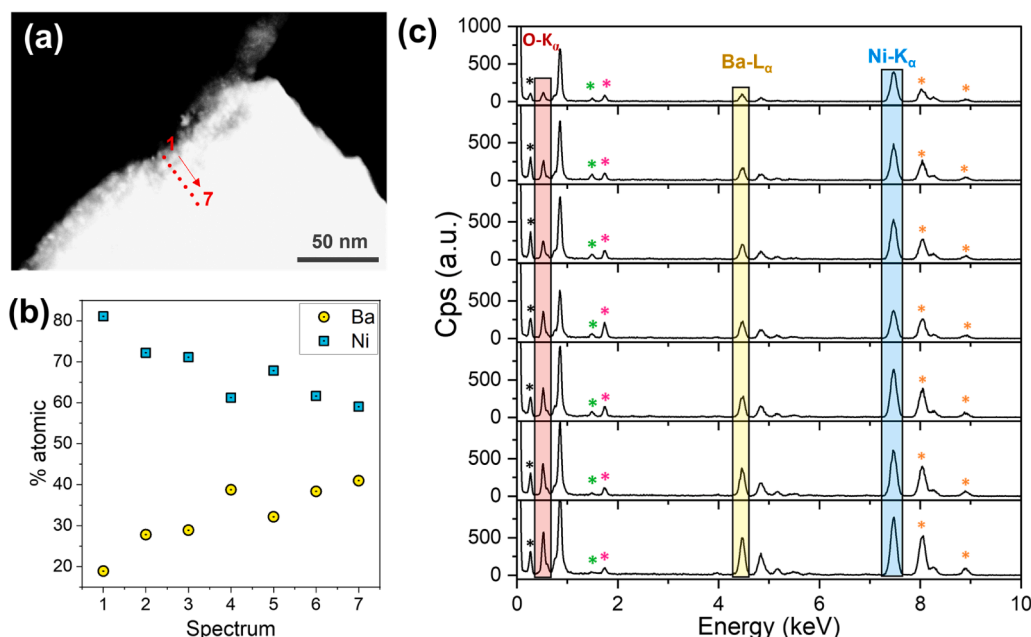 (a)
1
7
50 nm
(b)
80
70
60
50
40
30
20
% atomic
Ba
Ni
1 2 3 4 5 6 7
Spectrum
(c)
O-Kα
Ba-Lα
Ni-Kα
* * * * *
* * * * *
* * * * *
* * * * *
* * * * *
* * * * *
* * * * *
1000
500
0
500
0
500
0
500
0
500
0
500
0
500
0
Cps (a.u.)
0 2 4 6 8 10
Energy (keV)